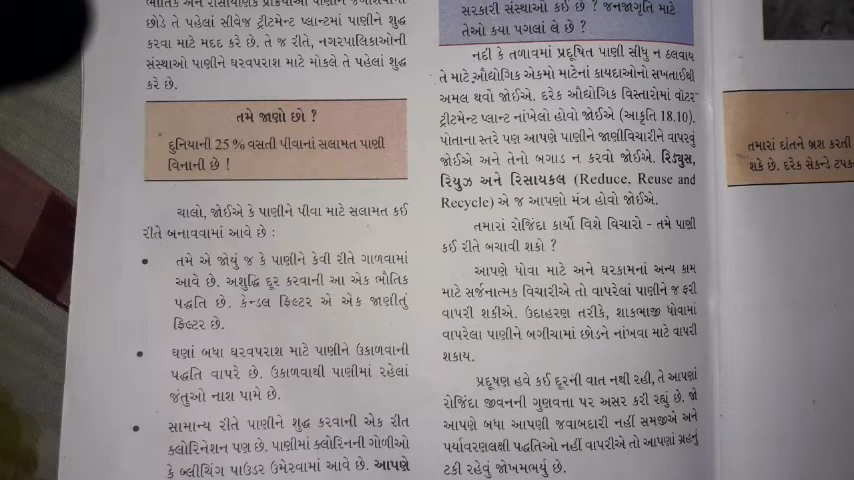 ભૌતિક અને રાસાયણિક પ્રક્રિયાઓ પાણીને
છોડે તે પહેલાં સીવેજ ટ્રીટમેન્ટ પ્લાન્ટમાં પાણીને શુદ્ધ
કરવા માટે મદદ કરે છે. તે જ રીતે, નગરપાલિકાઓની
સંસ્થાઓ પાણીને ઘરવપરાશ માટે મોકલે તે પહેલાં શુદ્ધ
કરે છે.
તમે જાણો છો ?
દુનિયાની 25 % વસતી પીવાનાં સલામત પાણી
વિનાની છે !
ચાલો, જોઈએ કે પાણીને પીવા માટે સલામત કઈ
રીતે બનાવવામાં આવે છે :
• તમે એ જોયું જ કે પાણીને કેવી રીતે ગાળવામાં
આવે છે. અશુદ્ધિ દૂર કરવાની આ એક ભૌતિક
પદ્ધતિ છે. કેન્ડલ ફિલ્ટર એ એક જાણીતું
ફિલ્ટર છે.
• ઘણાં બધા ઘરવપરાશ માટે પાણીને ઉકાળવાની
પદ્ધતિ વાપરે છે. ઉકાળવાથી પાણીમાં રહેલાં
જંતુઓ નાશ પામે છે.
• સામાન્ય રીતે પાણીને શુદ્ધ કરવાની એક રીત
ક્લોરિનેશન પણ છે. પાણીમાં ક્લોરિનની ગોળીઓ
કે બ્લીચિંગ પાઉડર ઉમેરવામાં આવે છે. આપણે
સરકારી સંસ્થાઓ કઈ છે ? જનજાગૃતિ માટે
તેઓ કયા પગલાં લે છે ?
નદી કે તળાવમાં પ્રદૂષિત પાણી સીધુ ન ઠલવાય
તે માટે ઔદ્યોગિક એકમો માટેનાં કાયદાઓનો સખતાઈથી
અમલ થવો જોઈએ. દરેક ઔદ્યોગિક વિસ્તારોમાં વોટર
ટ્રીટમેન્ટ પ્લાન્ટ નાંખેલો હોવો જોઈએ (આકૃતિ 18.10).
પોતાના સ્તરે પણ આપણે પાણીને જાણીવિચારીને વાપરવું
જોઈએ અને તેનો બગાડ ન કરવો જોઈએ. રિડ્યુસ,
રિયુઝ અને રિસાયકલ (Reduce, Reuse and
Recycle) એ જ આપણો મંત્ર હોવો જોઈએ.
તમારાં રોજિંદા કાર્યો વિશે વિચારો - તમે પાણી
કઈ રીતે બચાવી શકો ?
આપણે ધોવા માટે અને ઘરકામનાં અન્ય કામ
માટે સર્જનાત્મક વિચારીએ તો વાપરેલાં પાણીને જ ફરી
વાપરી શકીએ. ઉદાહરણ તરીકે, શાકભાજી ધોવામાં
વાપરેલા પાણીને બગીચામાં છોડને નાંખવા માટે વાપરી
શકાય.
પ્રદૂષણ હવે કઈ દૂરની વાત નથી રહી, તે આપણાં
રોજિંદા જીવનની ગુણવત્તા પર અસર કરી રહ્યું છે. જો
આપણે બધા આપણી જવાબદારી નહીં સમજીએ અને
પર્યાવરણલક્ષી પદ્ધતિઓ નહીં વાપરીએ તો આપણાં ગ્રહનું
ટકી રહેવું જોખમભર્યુ છે.
તમારાં દાંતને બ્રશ કરતી
શકે છે. દરેક સેકન્ડે ટપક